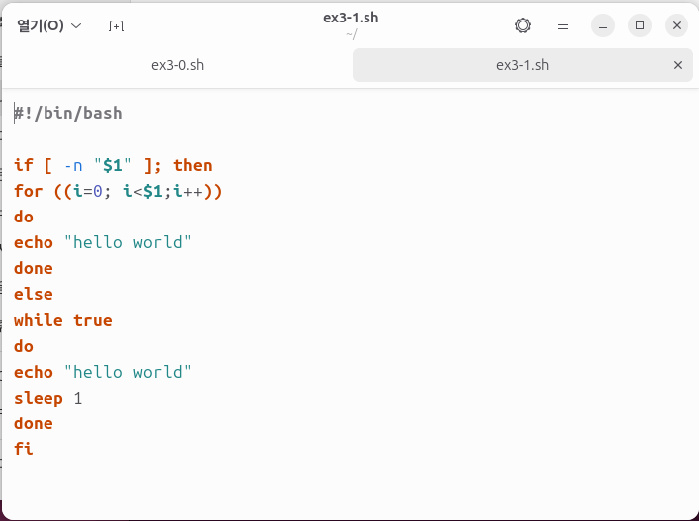 열기(O)
ex3-1.sh
~/
ex3-0.sh
ex3-1.sh
#!/bin/bash
if [ -n "$1" ]; then
for ((i=0; i<$1;i++))
do
echo "hello world"
done
else
while true
do
echo "hello world"
sleep 1
done
fi